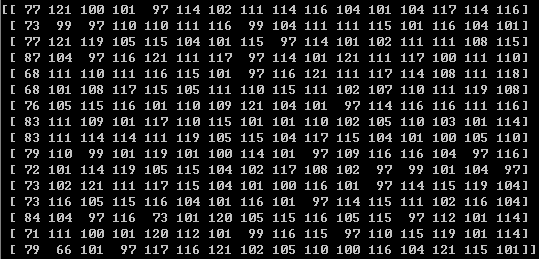 [[ 77 121 100 101  97 114 102 111 114 116 104 101 104 117 114 116]
 [ 73  99  97 110 110 111 116  99 104 111 111 115 101 116 104 101]
 [ 77 121 119 105 115 104 101 115  97 114 101 102 111 111 108 115]
 [ 87 104  97 116 121 111 117  97 114 101 121 111 117 100 111 110]
 [ 68 111 110 111 116 115 101  97 116 121 111 117 114 108 111 118]
 [ 68 101 108 117 115 105 111 110 115 111 102 107 110 111 119 108]
 [ 76 105 115 116 101 110 109 121 104 101  97 114 116 116 111 116]
 [ 83 111 109 101 117 110 115 101 101 110 102 105 110 103 101 114]
 [ 83 111 114 114 111 119 105 115 104 117 115 104 101 100 105 110]
 [ 79 110  99 101 119 101 100 114 101  97 109 116 116 104  97 116]
 [ 72 101 114 119 105 115 104 102 117 108 102  97  99 101 104  97]
 [ 73 102 121 111 117 115 104 101 100 116 101  97 114 115 119 104]
 [ 73 116 105 115 116 104 101 116 101  97 114 115 111 102 116 104]
 [ 84 104  97 116  73 101 120 105 115 116 105 115  97 112 101 114]
 [ 71 111 100 101 120 112 101  99 116 115  97 110 115 119 101 114]
 [ 79  66 101  97 117 116 121 102 105 110 100 116 104 121 115 101]]